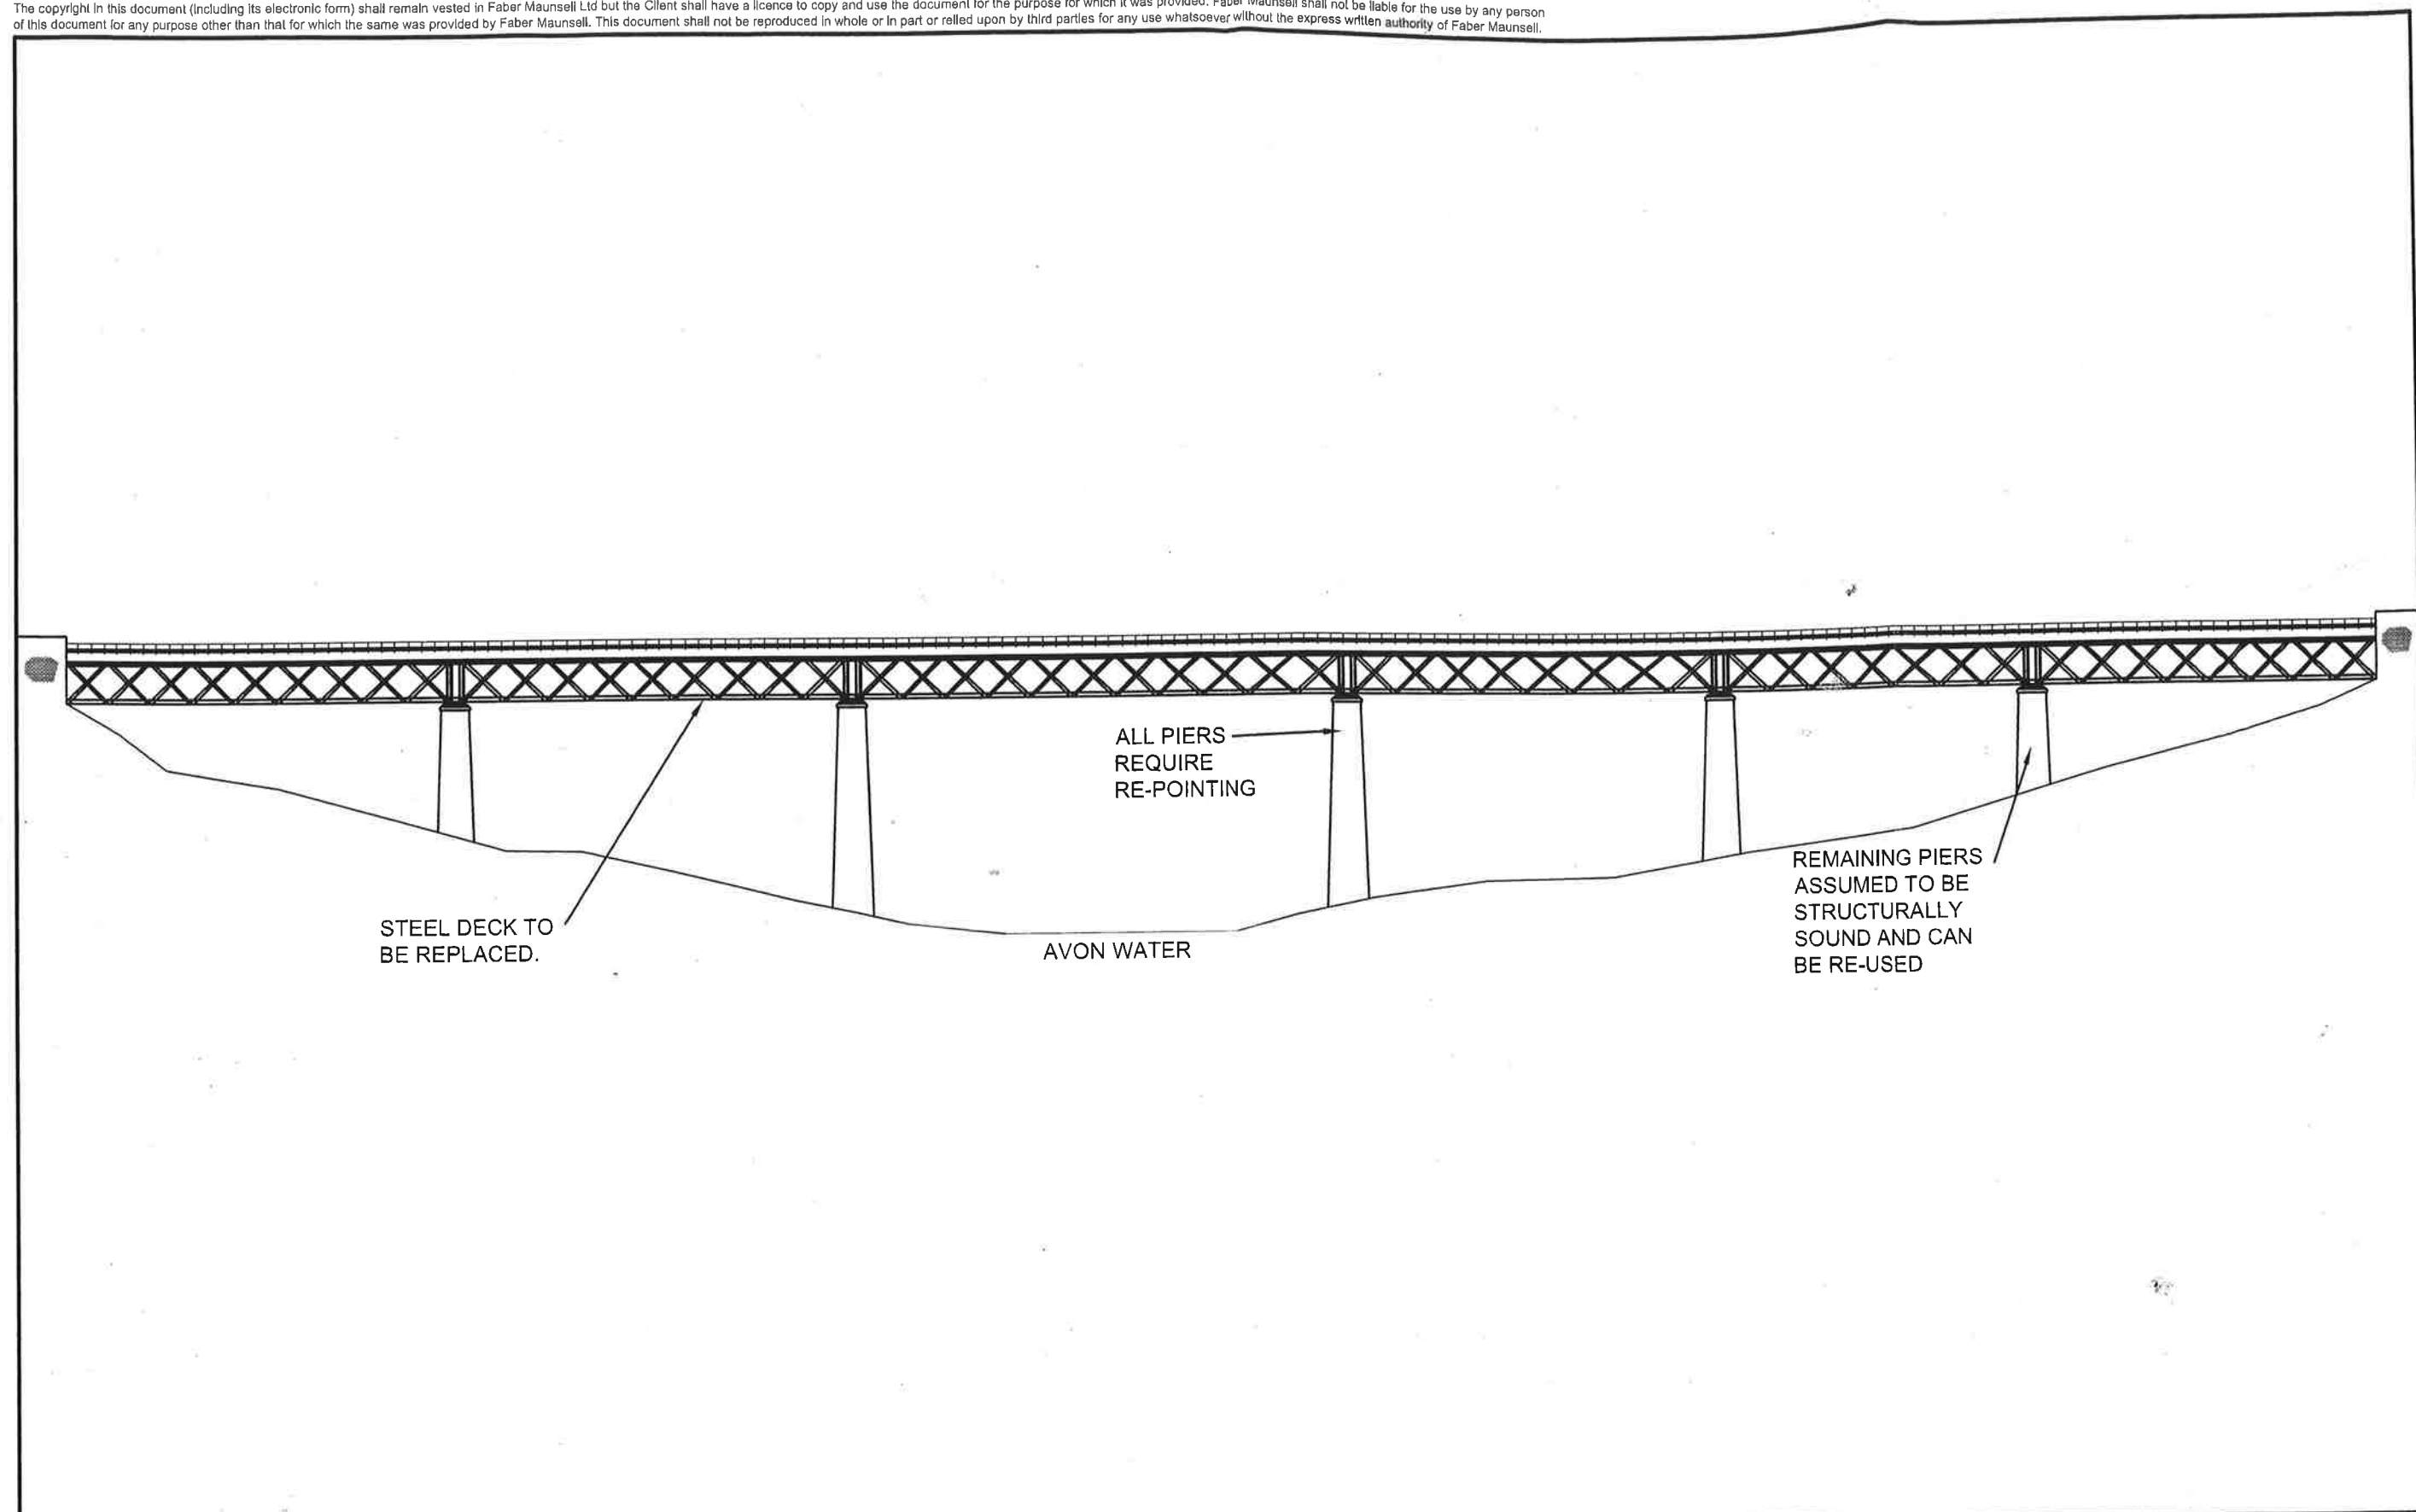 The copyright in this document (including its electronic form) shall remain vested in Faber Maunsell Ltd but the Client shall have a licence to copy and use the document for the purpose for which it was provided. Faber Maunsell shall not be liable for the use by any person
of this document for any purpose other than that for which the same was provided by Faber Maunsell. This document shall not be reproduced in whole or in part or relied upon by third parties for any use whatsoever without the express written authority of Faber Maunsell.
ALL PIERS
REQUIRE
RE-POINTING
STEEL DECK TO
BE REPLACED.
AVON WATER
REMAINING PIERS
ASSUMED TO BE
STRUCTURALLY
SOUND AND CAN
BE RE-USED